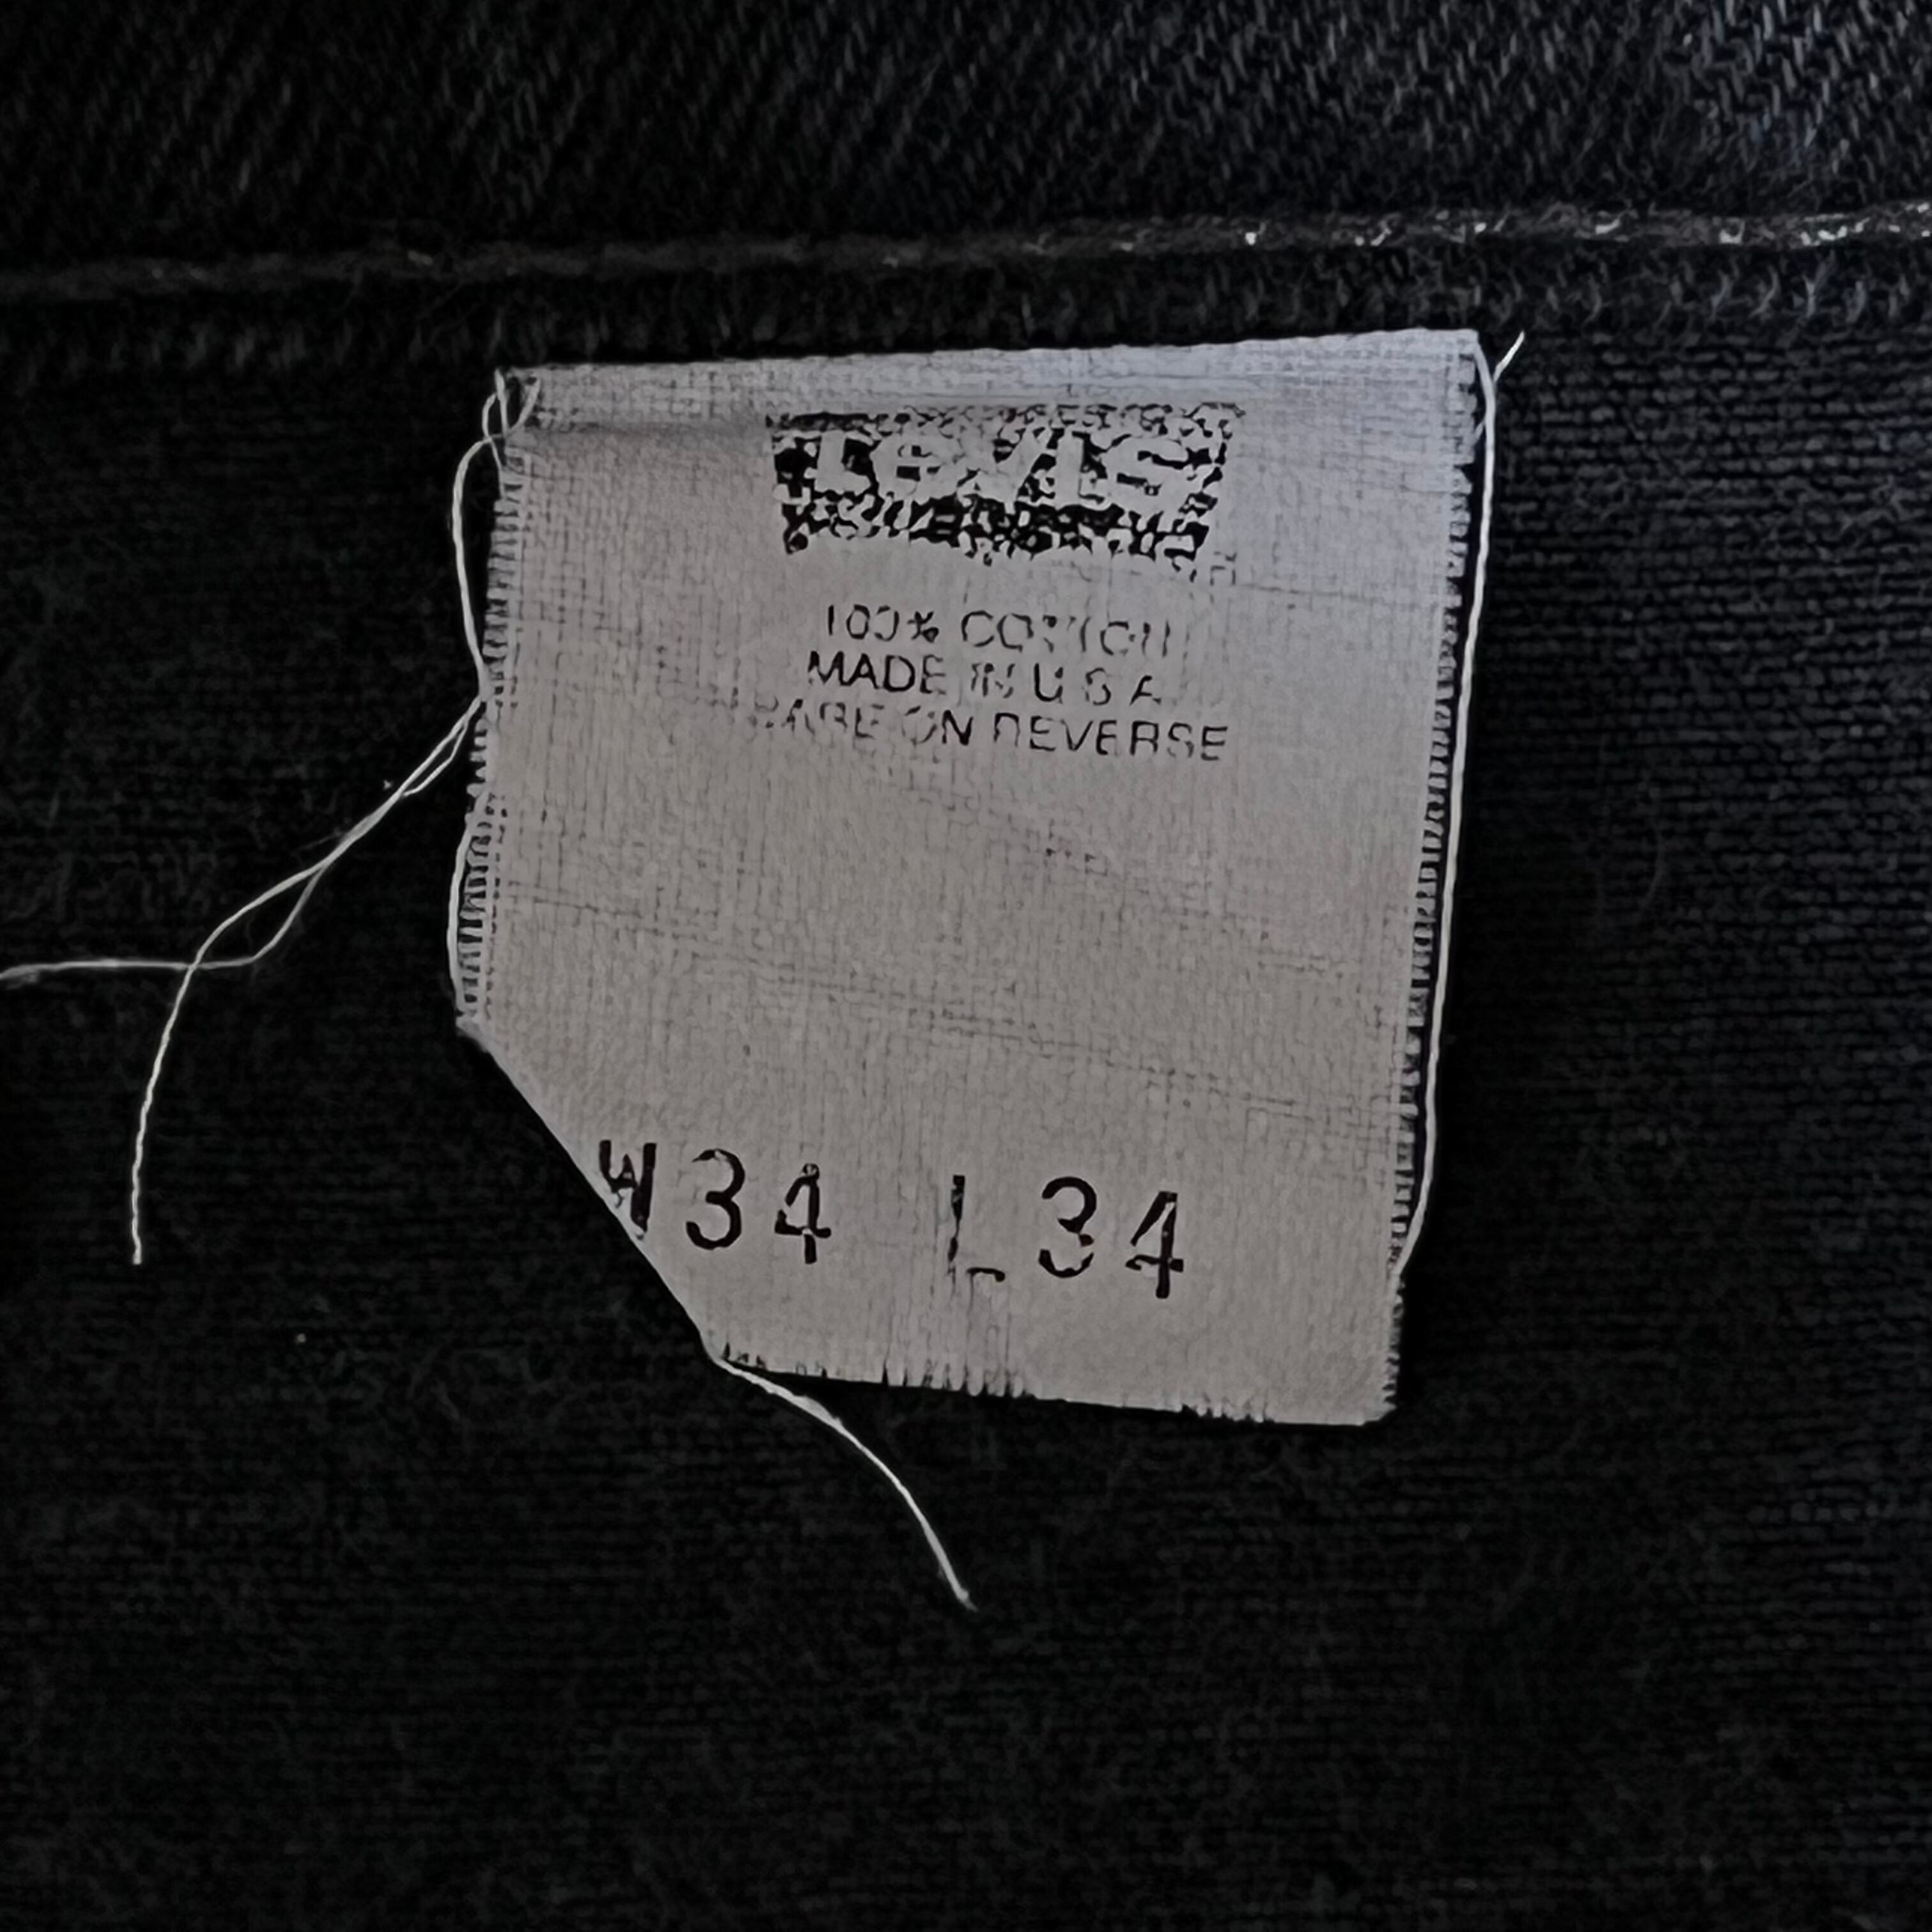 Levi's
100% COTTON
MADE IN U S A
CARE ON REVERSE
W34 L34